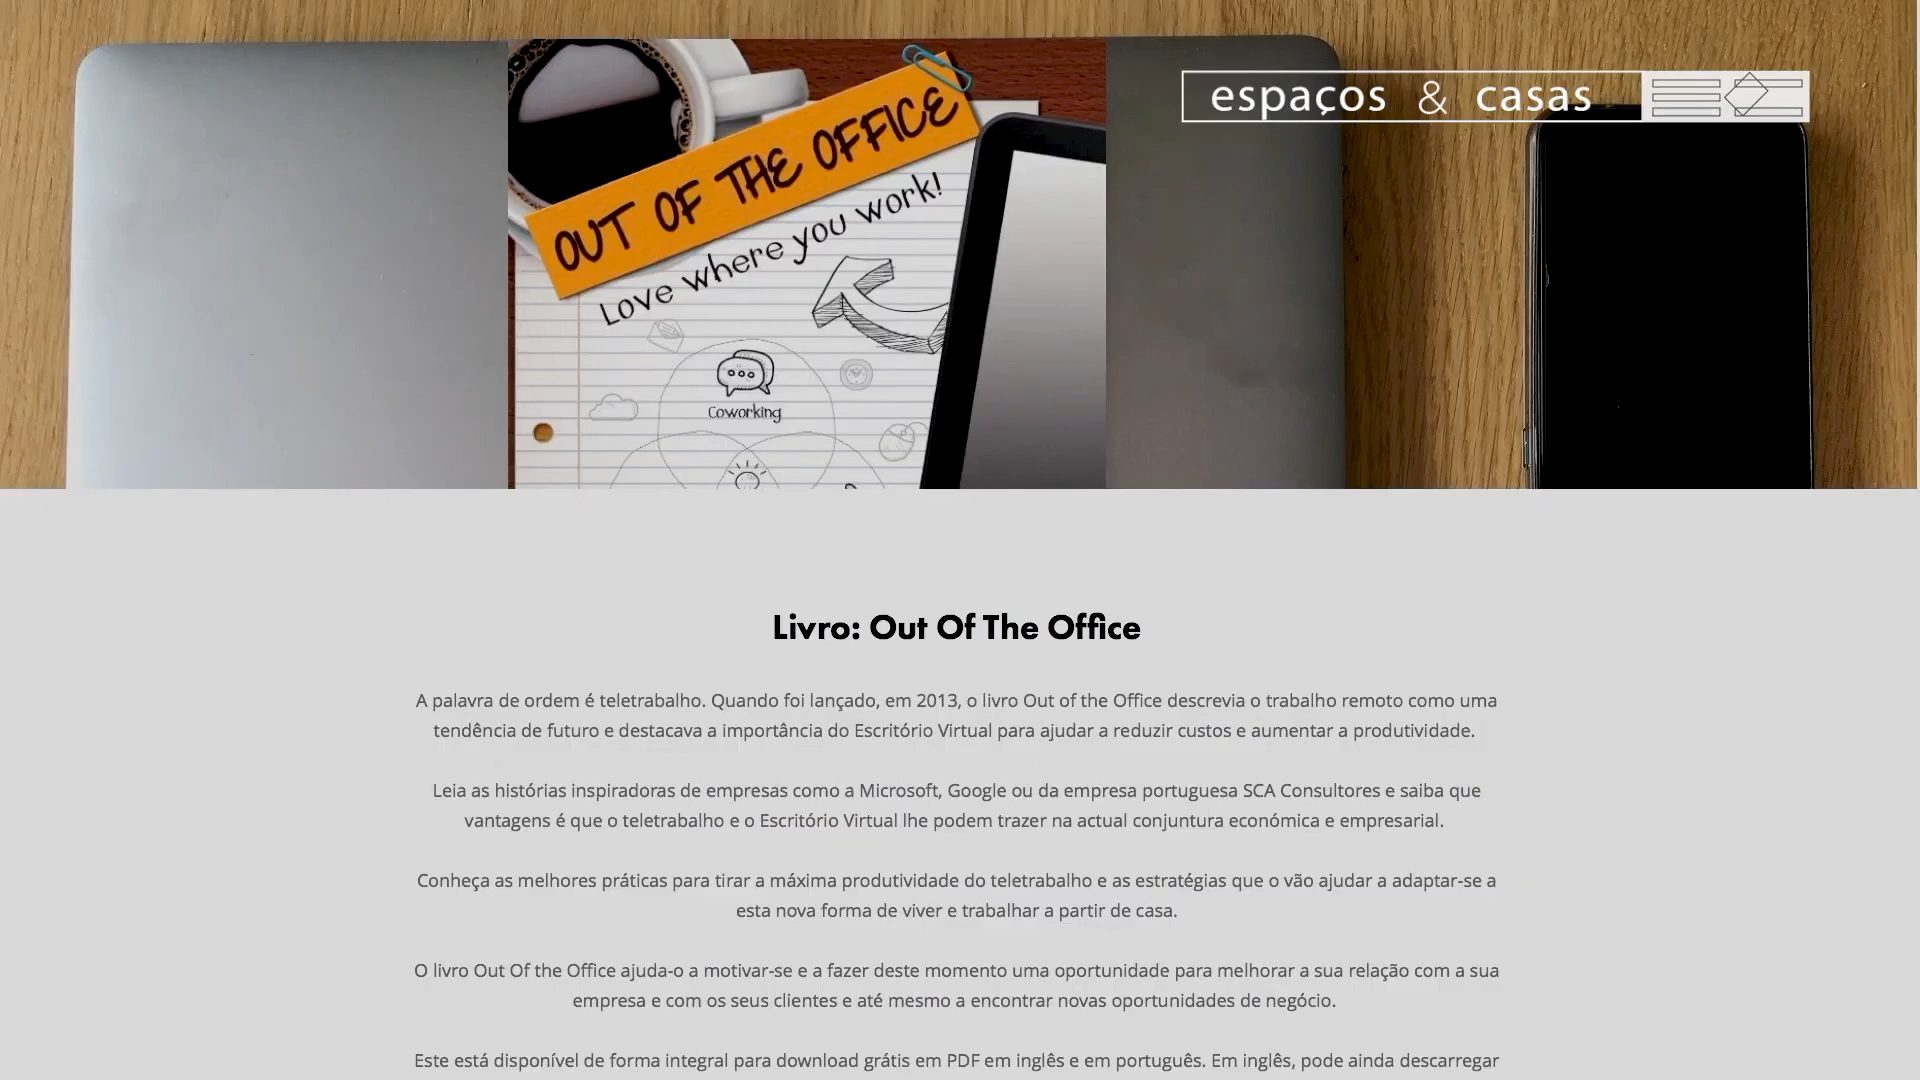 espaços & casas
OUT OF THE OFFICE
Love where you work!
Coworking
Livro: Out Of The Office
A palavra de ordem é teletrabalho. Quando foi lançado, em 2013, o livro Out of the Office descrevia o trabalho remoto como uma
tendência de futuro e destacava a importância do Escritório Virtual para ajudar a reduzir custos e aumentar a produtividade.
Leia as histórias inspiradoras de empresas como a Microsoft, Google ou da empresa portuguesa SCA Consultores e saiba que
vantagens é que o teletrabalho e o Escritório Virtual lhe podem trazer na actual conjuntura económica e empresarial.
Conheça as melhores práticas para tirar a máxima produtividade do teletrabalho e as estratégias que o vão ajudar a adaptar-se a
esta nova forma de viver e trabalhar a partir de casa.
O livro Out Of the Office ajuda-o a motivar-se e a fazer deste momento uma oportunidade para melhorar a sua relação com a sua
empresa e com os seus clientes e até mesmo a encontrar novas oportunidades de negócio.
Este está disponível de forma integral para download grátis em PDF em inglês e em português. Em inglês, pode ainda descarregar